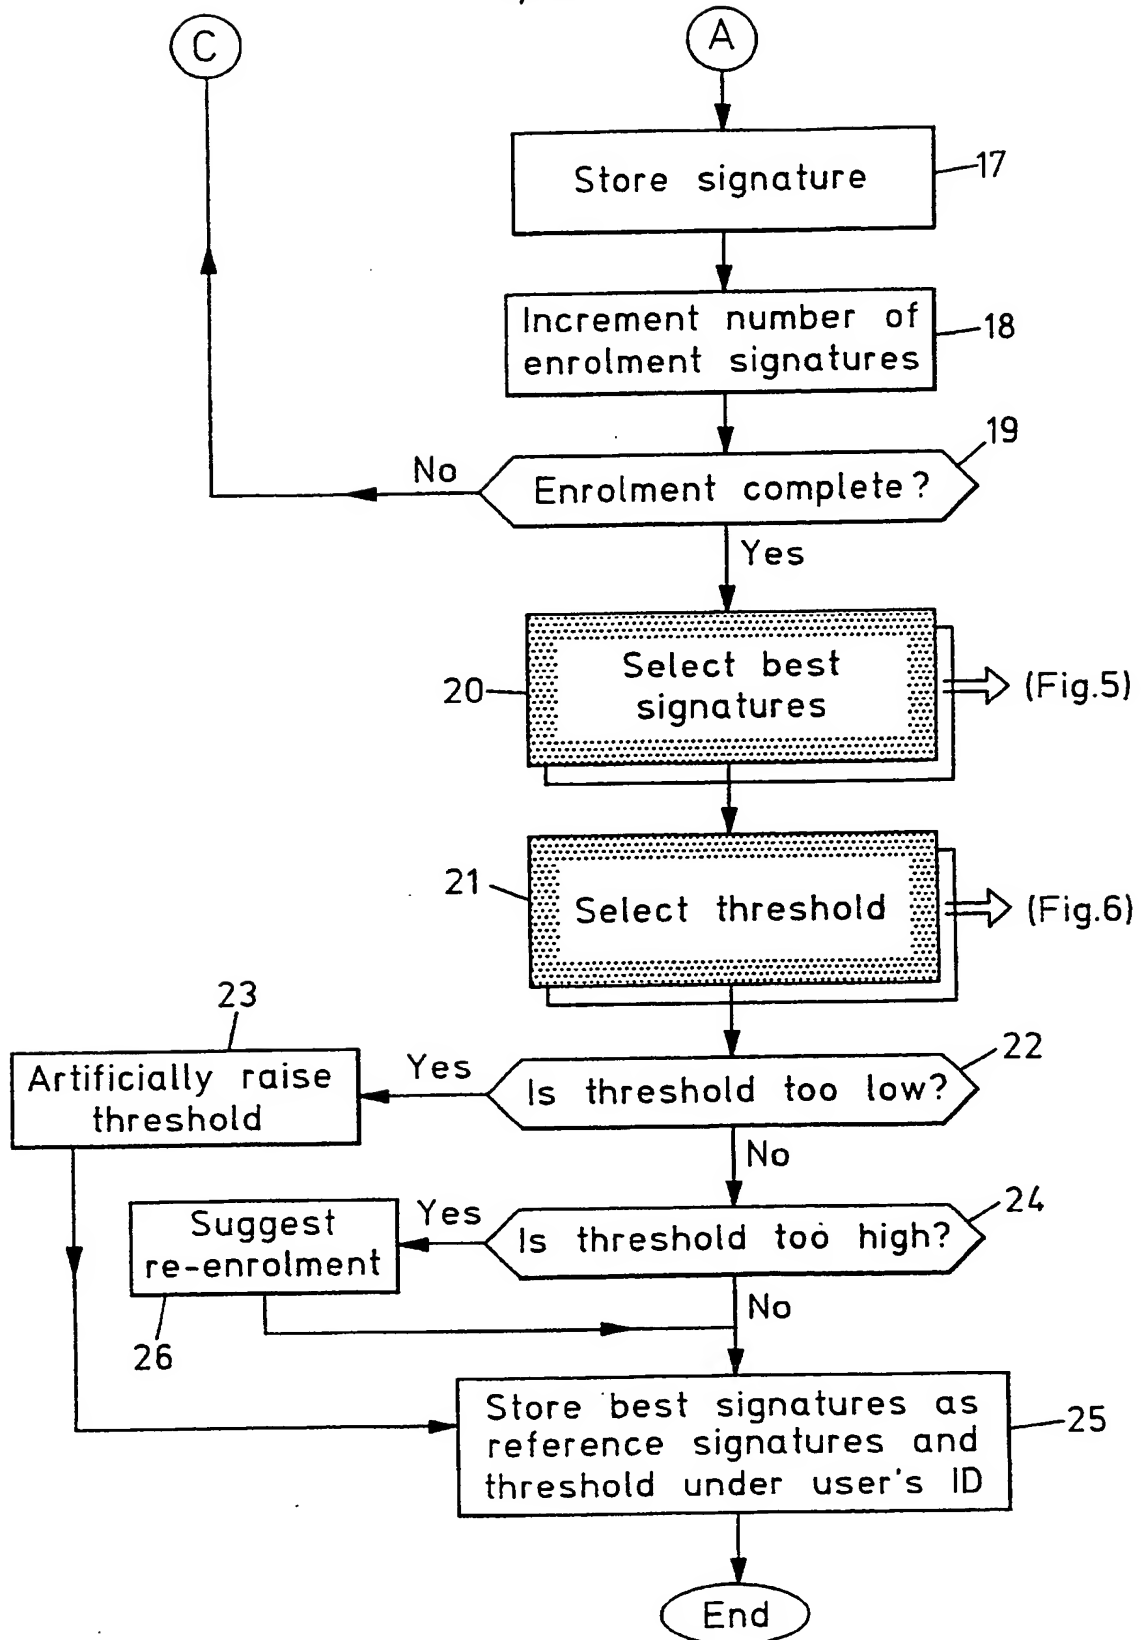 C
A
Store signature
17
Increment number of
enrolment signatures
18
19
No
Enrolment complete?
Yes
Select best
signatures
20
(Fig.5)
21
Select threshold
(Fig.6)
23
22
Artificially raise
threshold
Yes
Is threshold too low?
No
24
Suggest
re-enrolment
Yes
Is threshold too high?
No
26
Store best signatures as
reference signatures and
threshold under user's ID
25
End